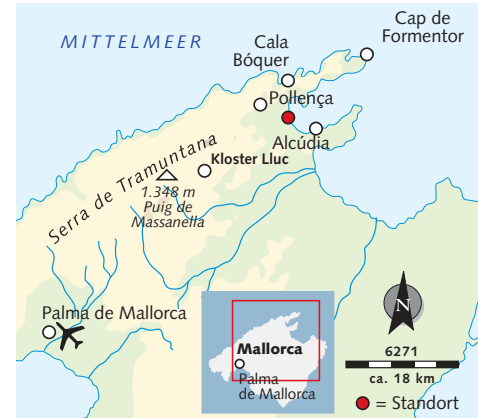 MITTELMEER
Cap de
Formentor
Cala
Bóquer
Pollença
Alcúdia
Kloster Lluc
Serra de Tramuntana
1.348 m
Puig de
Massanella
Palma de Mallorca
Mallorca
Palma
de Mallorca
N
6271
ca. 18 km
= Standort